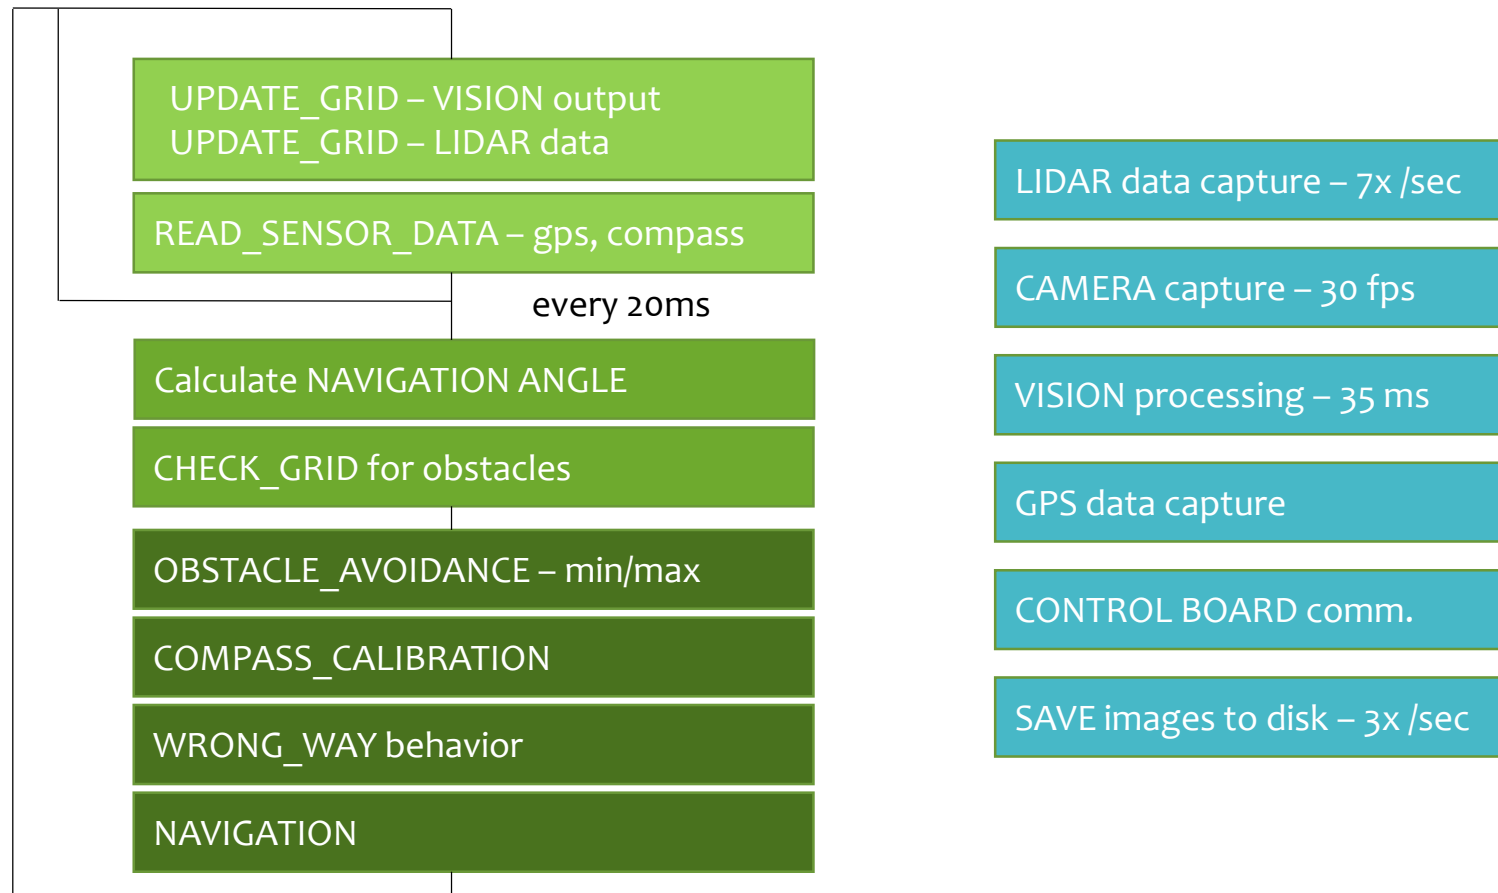 UPDATE_GRID – VISION output
UPDATE_GRID – LIDAR data
READ_SENSOR_DATA – gps, compass
every 20ms
Calculate NAVIGATION ANGLE
CHECK_GRID for obstacles
OBSTACLE_AVOIDANCE – min/max
COMPASS_CALIBRATION
WRONG_WAY behavior
NAVIGATION
LIDAR data capture – 7x /sec
CAMERA capture – 30 fps
VISION processing – 35 ms
GPS data capture
CONTROL BOARD comm.
SAVE images to disk – 3x /sec